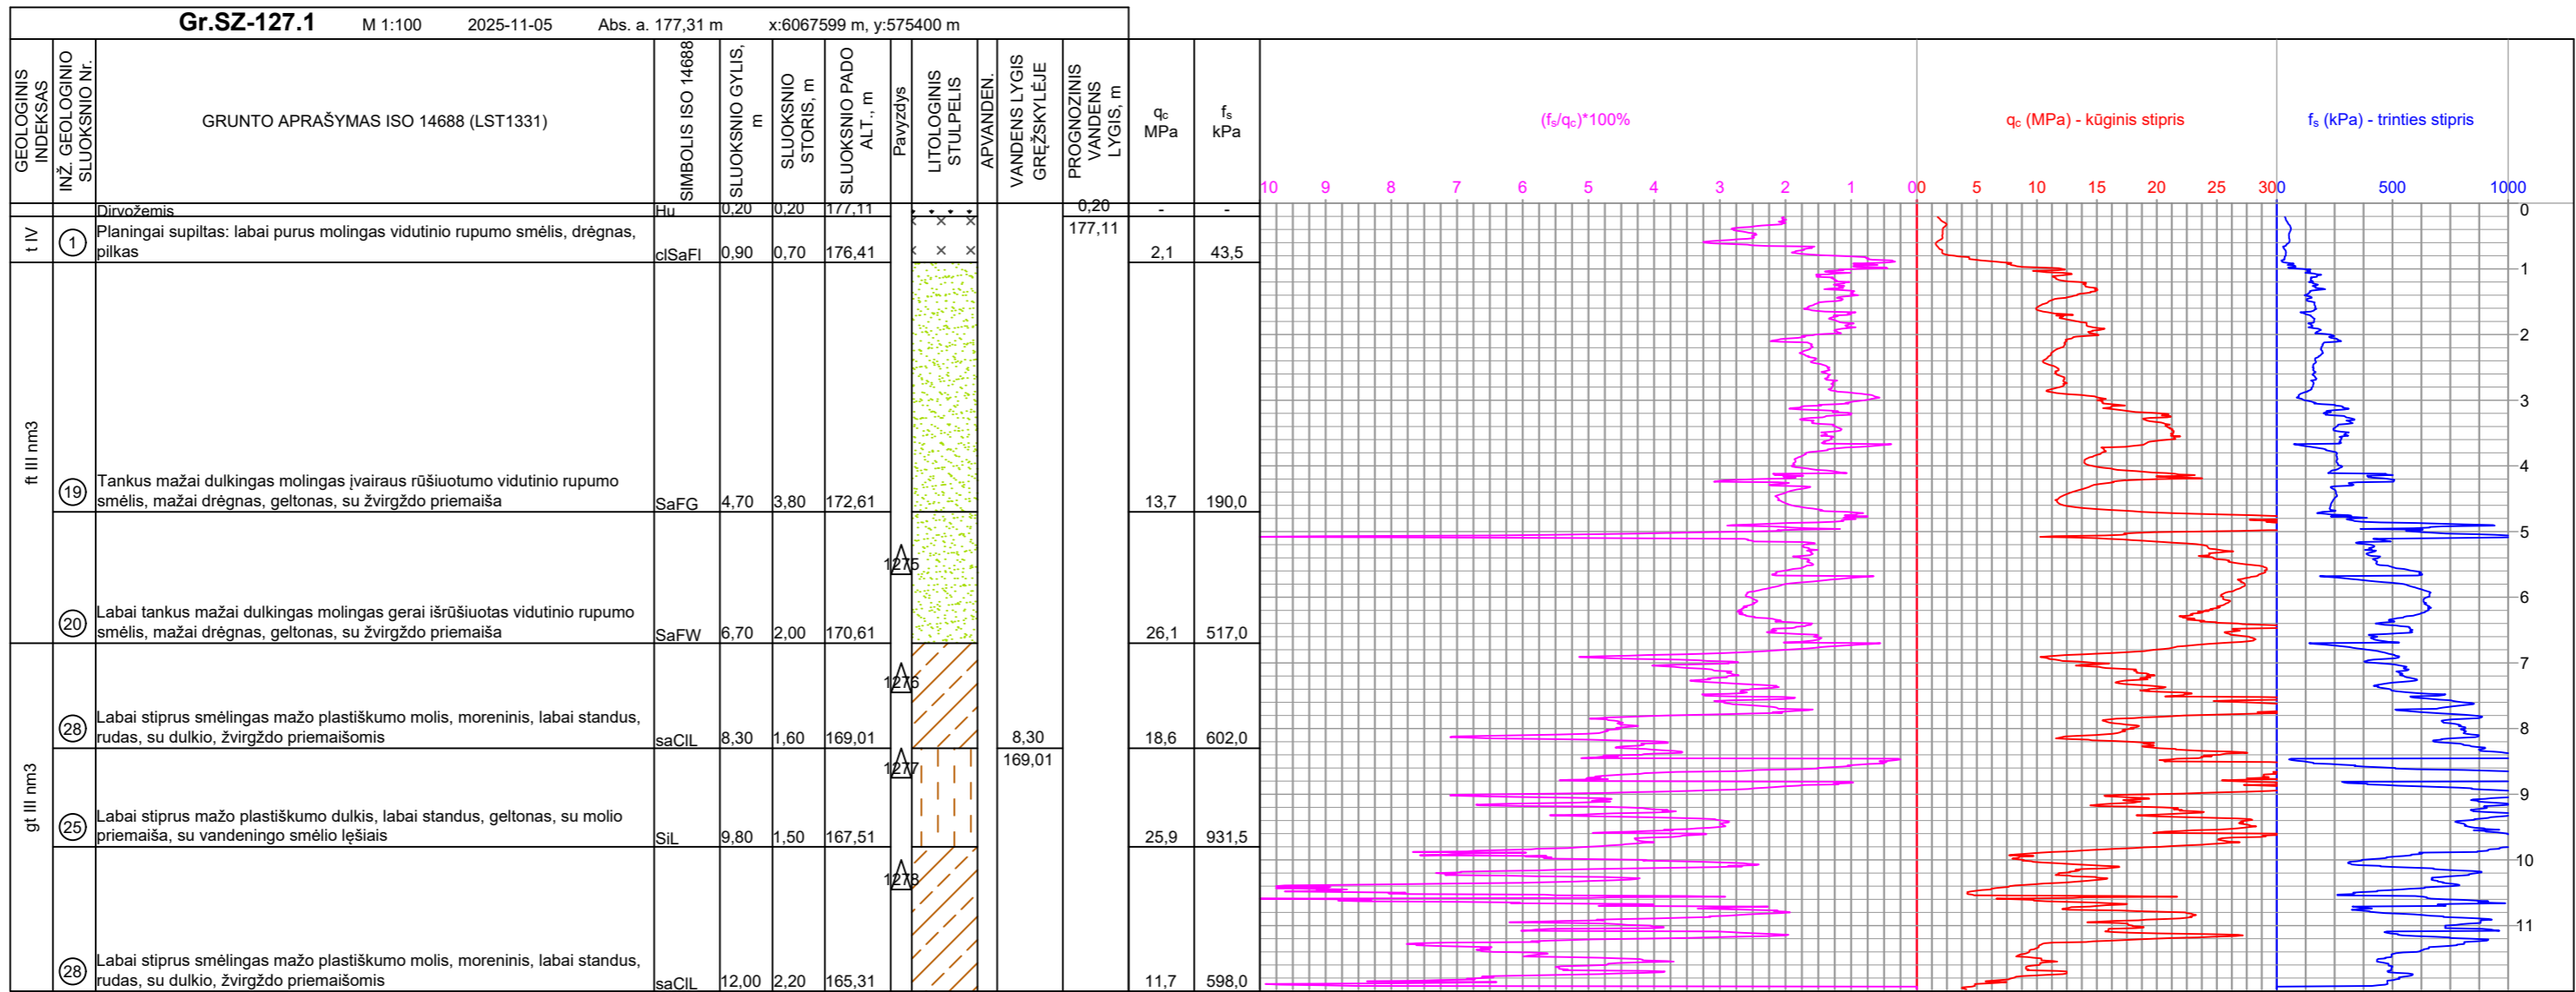 Gr.SZ-127.1 M 1:100 2025-11-05 Abs. a. 177,31 m x:6067599 m, y:575400 m
GEOLOGINIS INDEKSAS
INŽ. GEOLOGINIO SLUOKSNIO Nr.
GRUNTO APRAŠYMAS ISO 14688 (LST1331)
SIMBOLIS ISO 14688
SLUOKSNIO GYLIS, m
SLUOKSNIO STORIS, m
SLUOKSNIO PADO ALT., m
Pavyzdys
LITOLOGINIS STULPELIS
APVANDEN.
VANDENS LYGIS GRĘŽSKYLĖJE
PROGNOZINIS VANDENS LYGIS, m
qc MPa
fs kPa
(fs/qc)*100%
qc (MPa) - kūginis stipris
fs (kPa) - trinties stipris
10 9 8 7 6 5 4 3 2 1 0
0 5 10 15 20 25 30
0 500 1000
Dirvožemis Hu 0,20 0,20 177,11 0,20 - -
177,11
t IV
1 Planingai supiltas: labai purus molingas vidutinio rupumo smėlis, drėgnas,
pilkas clSaFl 0,90 0,70 176,41 2,1 43,5
ft III nm3
19 Tankus mažai dulkingas molingas įvairaus rūšiuotumo vidutinio rupumo
smėlis, mažai drėgnas, geltonas, su žvirgždo priemaiša SaFG 4,70 3,80 172,61 13,7 190,0
1275
20 Labai tankus mažai dulkingas molingas gerai išrūšiuotas vidutinio rupumo
smėlis, mažai drėgnas, geltonas, su žvirgždo priemaiša SaFW 6,70 2,00 170,61 26,1 517,0
gt III nm3
1276
28 Labai stiprus smėlingas mažo plastiškumo molis, moreninis, labai standus,
rudas, su dulkio, žvirgždo priemaišomis saClL 8,30 1,60 169,01 8,30 18,6 602,0
169,01
1277
25 Labai stiprus mažo plastiškumo dulkis, labai standus, geltonas, su molio
priemaiša, su vandeningo smėlio lęšiais SiL 9,80 1,50 167,51 25,9 931,5
1278
28 Labai stiprus smėlingas mažo plastiškumo molis, moreninis, labai standus,
rudas, su dulkio, žvirgždo priemaišomis saClL 12,00 2,20 165,31 11,7 598,0
0
1
2
3
4
5
6
7
8
9
10
11